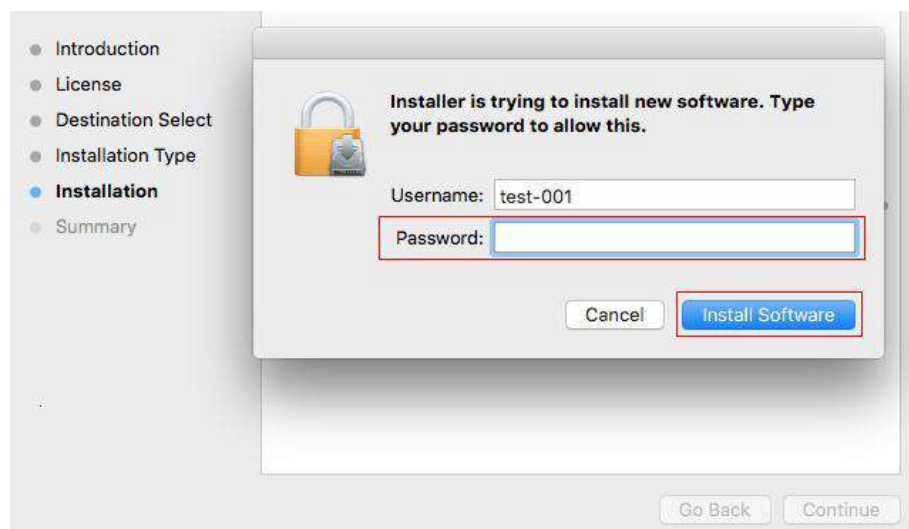 Introduction
License
Destination Select
Installation Type
Installation
Summary
Installer is trying to install new software. Type
your password to allow this.
Username: test-001
Password:
Cancel
Install Software
Go Back
Continue